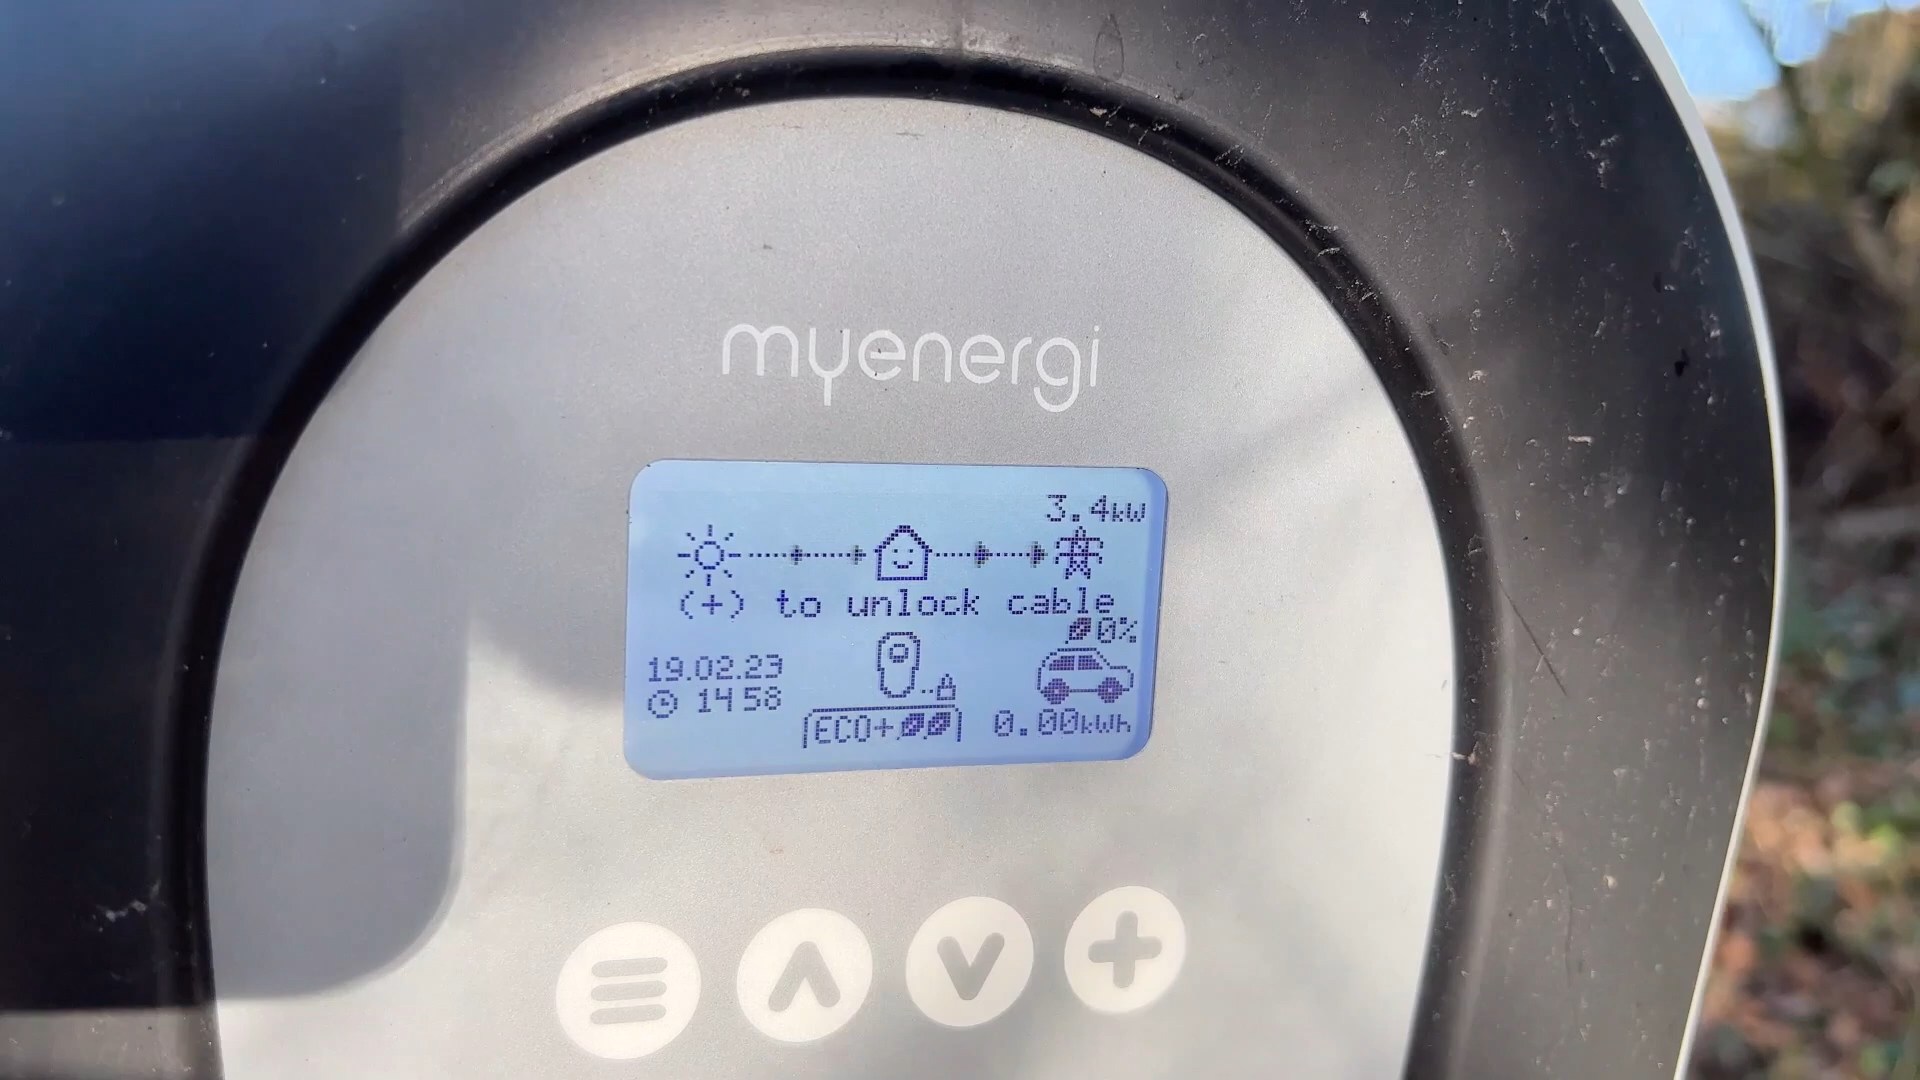 myenergi
3.4kW
(+) to unlock cable
0%
19.02.23
14 58
ECO+
0.00kWh